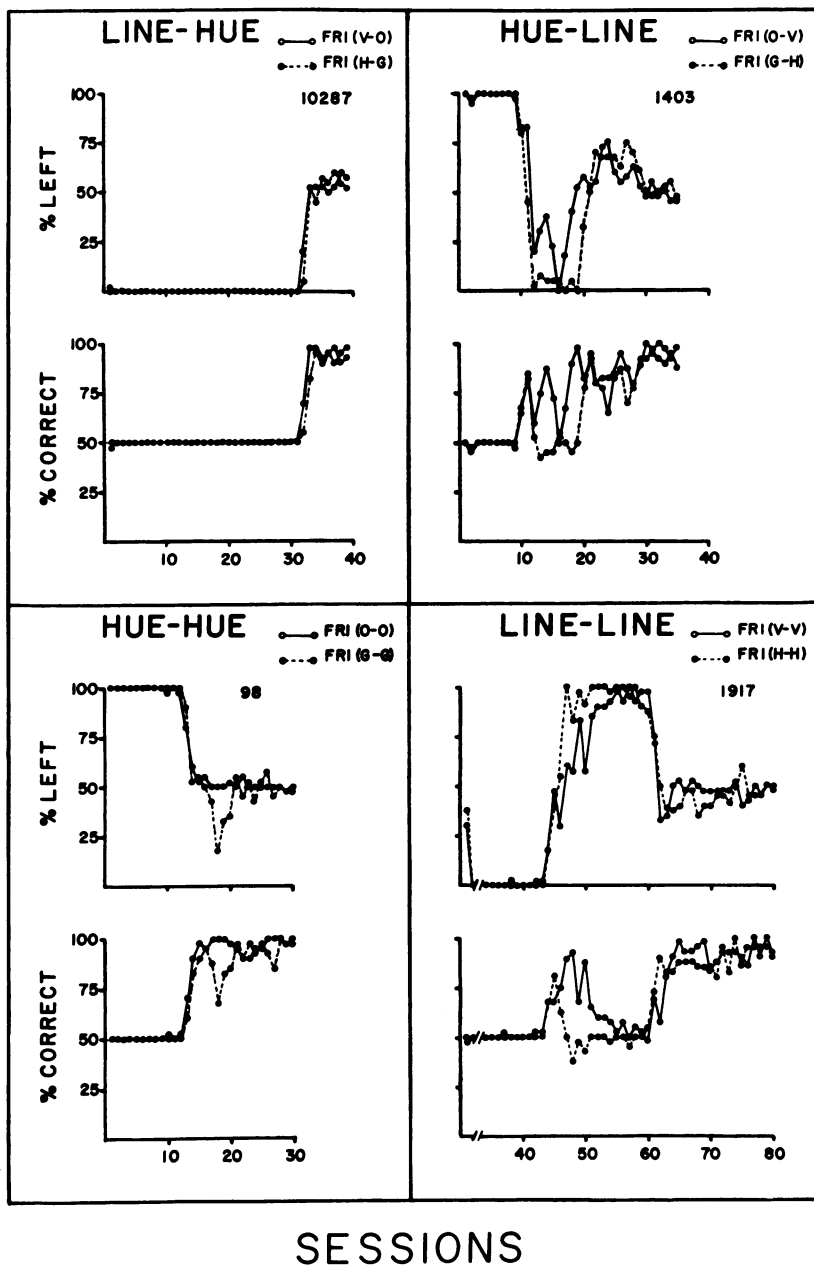 LINE-HUE
FRI (V-O)
FRI (H-G)
10287
100
75
50
25
% LEFT
100
75
50
25
% CORRECT
10 20 30 40
HUE-LINE
FRI (O-V)
FRI (G-H)
1403
10 20 30 40
HUE-HUE
FRI (O-O)
FRI (G-G)
98
100
75
50
25
% LEFT
100
75
50
25
% CORRECT
10 20 30
LINE-LINE
FRI (V-V)
FRI (H-H)
1917
40 50 60 70 80
SESSIONS